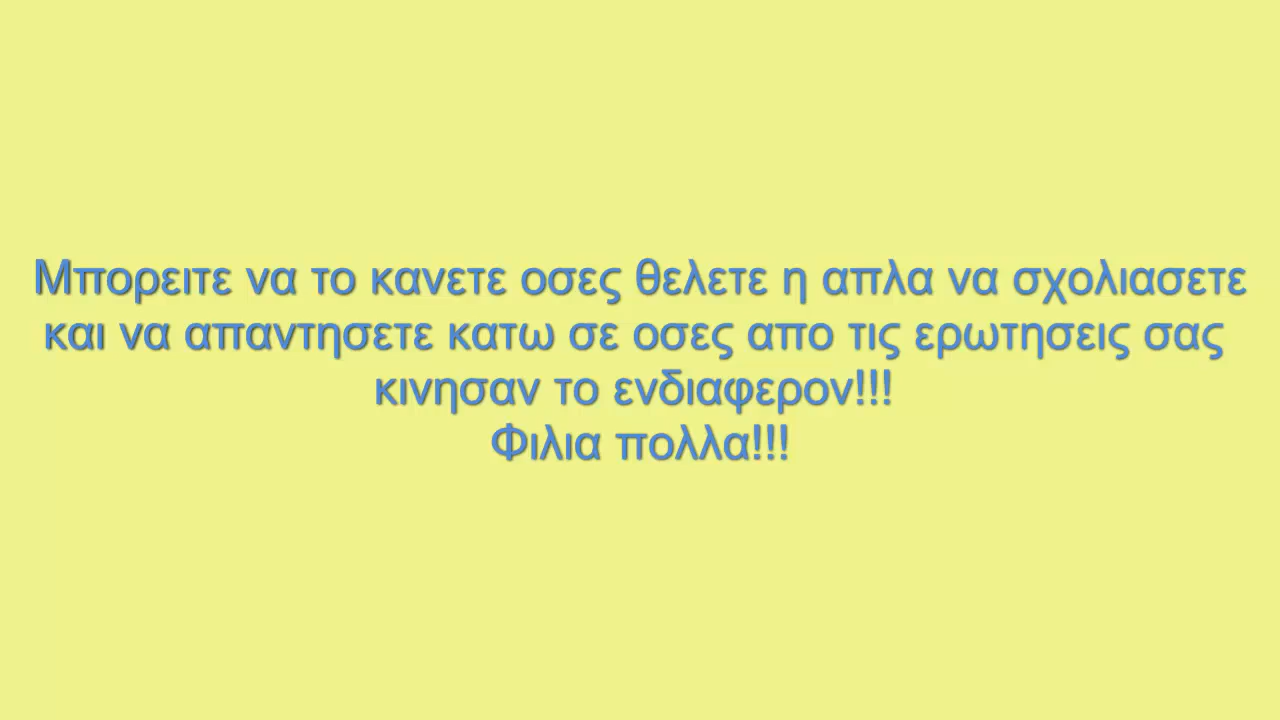 Μπορειτε να το κανετε οσες θελετε η απλα να σχολιασετε
και να απαντησετε κατω σε οσες απο τις ερωτησεις σας
κινησαν το ενδιαφερον!!!
Φιλια πολλα!!!